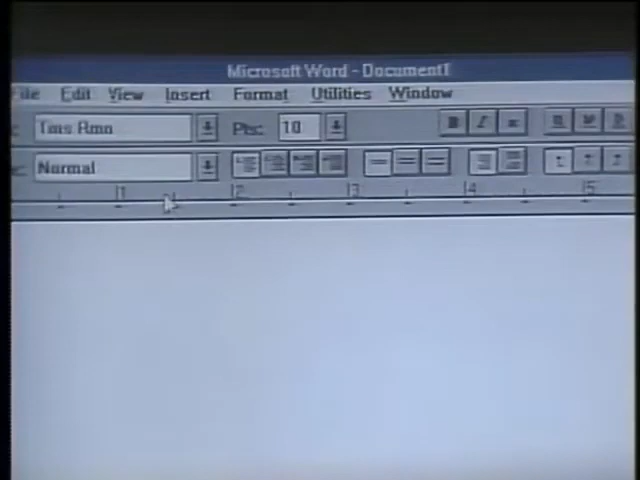 Microsoft Word - Document1
File Edit View Insert Format Utilities Window
: Tms Rmn Pts: 10 B I K
e: Normal
1 2 3 4 5